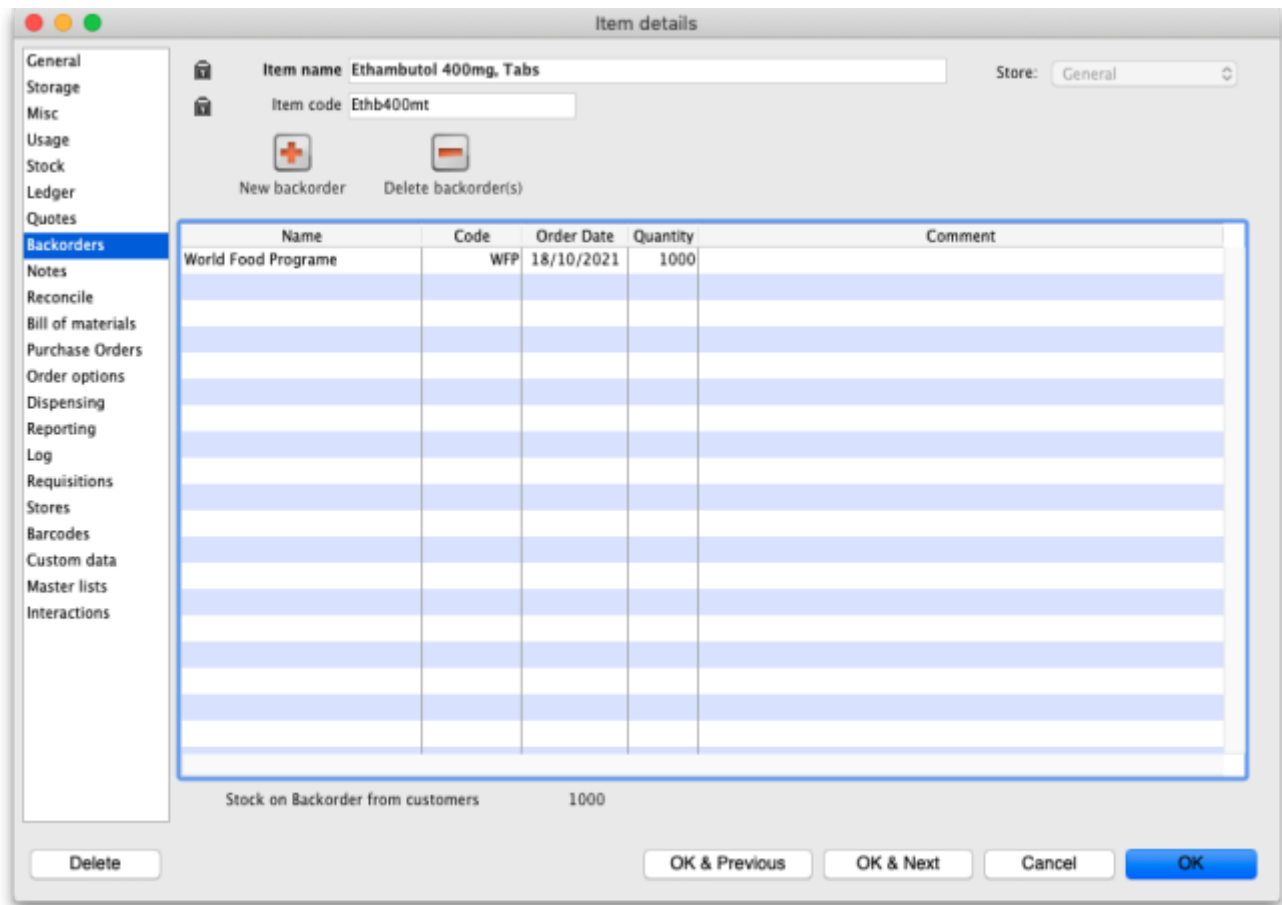 Item details
General
Storage
Misc
Usage
Stock
Ledger
Quotes
Backorders
Notes
Reconcile
Bill of materials
Purchase Orders
Order options
Dispensing
Reporting
Log
Requisitions
Stores
Barcodes
Custom data
Master lists
Interactions
Item name Ethambutol 400mg, Tabs Store: General
Item code Ethb400mt
New backorder Delete backorder(s)
Name Code Order Date Quantity Comment
World Food Programe WFP 18/10/2021 1000
Stock on Backorder from customers 1000
Delete OK & Previous OK & Next Cancel OK